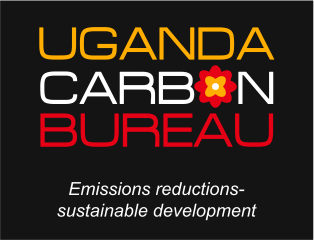 UGANDA
CARBON
BUREAU
Emissions reductions-
sustainable development